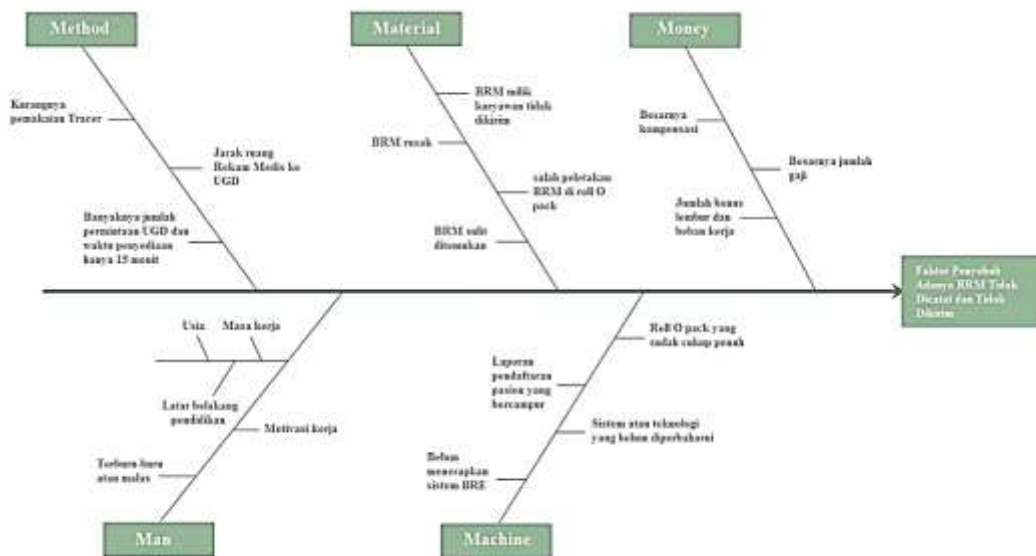 Method
Material
Money
Kurangnya
pemakaian Tracer
Jarak ruang
Rekam Medis ke
UGD
Banyaknya jumlah
permintaan UGD dan
waktu penyediaan
hanya 15 menit
BRM milik
karyawan tidak
dikirim
BRM rusak
salah peletakan
BRM di roll O
pack
BRM sulit
ditemukan
Besarnya
kompensasi
Besarnya jumlah
gaji
Jumlah bonus
lembur dan
beban kerja
Faktor Penyebab
Adanya BRM Tidak
Dicatat dan Tidak
Dikirim
Usia
Masa kerja
Latar belakang
pendidikan
Motivasi kerja
Terburu-buru
atau malas
Roll O pack yang
sudah cukup penuh
Laporan
pendaftaran
pasien yang
bercampur
Sistem atau teknologi
yang belum diperbaharui
Belum
menerapkan
sistem BRE
Man
Machine